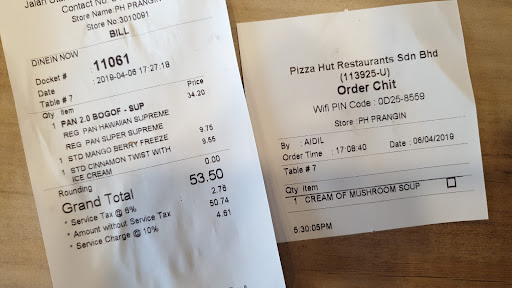 Jalan Uta
Contact No
Store Name:PH PRANGIN
Store No:3010091
BILL
DINEIN NOW
Docket # : 11061
Date : 2019-04-06 17:27:18
Table # 7
Qty Item Price
1 PAN 2.0 BOGOF - SUP 34.20
REG PAN HAWAIIAN SUPREME
REG PAN SUPER SUPREME
1 STD MANGO BERRY FREEZE 9.75
1 STD CINNAMON TWIST WITH
ICE CREAM
Rounding 0.00
Grand Total 53.50
* Service Tax @ 6% 2.76
* Amount without Service Tax 50.74
* Service Charge @ 10% 4.61
Pizza Hut Restaurants Sdn Bhd
(113925-U)
Order Chit
Wifi PIN Code : 0D25-8559
Store :PH PRANGIN
By : AIDIL
Order Time : 17:08:40 Date : 06/04/2019
Table # 7
Qty Item
1 CREAM OF MUSHROOM SOUP
5:30:05PM